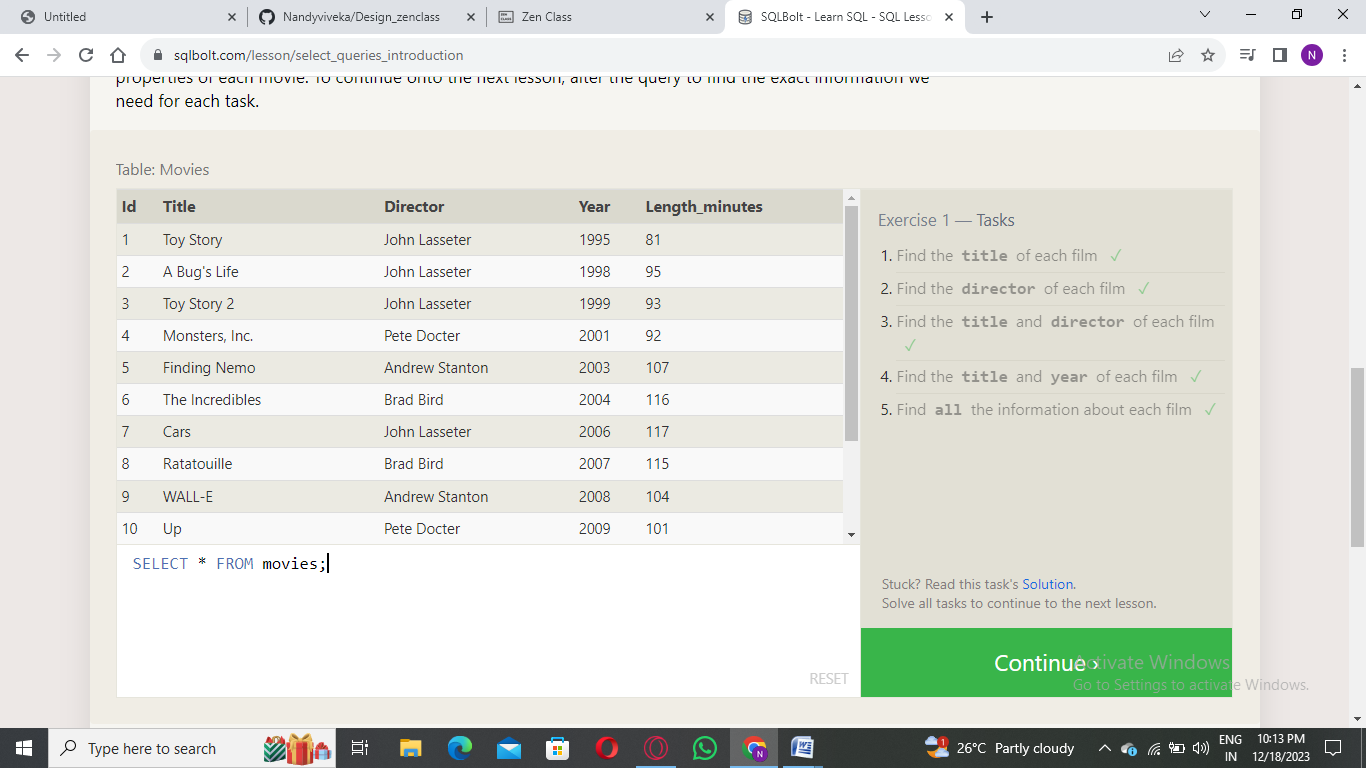 Untitled
Nandyviveka/Design_zenclass
Zen Class
SQLBolt - Learn SQL - SQL Lesso
sqlbolt.com/lesson/select_queries_introduction
N
properties of each movie. To continue onto the next lesson, alter the query to find the exact information we
need for each task.
Table: Movies
Id Title Director Year Length_minutes
1 Toy Story John Lasseter 1995 81
2 A Bug's Life John Lasseter 1998 95
3 Toy Story 2 John Lasseter 1999 93
4 Monsters, Inc. Pete Docter 2001 92
5 Finding Nemo Andrew Stanton 2003 107
6 The Incredibles Brad Bird 2004 116
7 Cars John Lasseter 2006 117
8 Ratatouille Brad Bird 2007 115
9 WALL-E Andrew Stanton 2008 104
10 Up Pete Docter 2009 101
SELECT * FROM movies;
RESET
Exercise 1 — Tasks
1. Find the title of each film ✓
2. Find the director of each film ✓
3. Find the title and director of each film
✓
4. Find the title and year of each film ✓
5. Find all the information about each film ✓
Stuck? Read this task's Solution.
Solve all tasks to continue to the next lesson.
Continue ›
Activate Windows
Go to Settings to activate Windows.
Type here to search
N
W
1
26°C Partly cloudy
ENG
IN
10:13 PM
12/18/2023